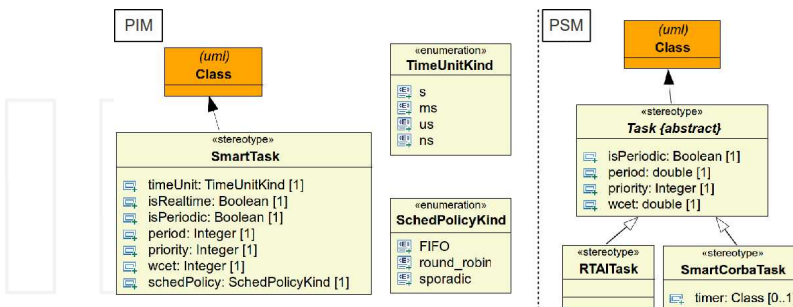 PIM
(uml)
Class
«stereotype»
SmartTask
timeUnit: TimeUnitKind [1]
isRealtime: Boolean [1]
isPeriodic: Boolean [1]
period: Integer [1]
priority: Integer [1]
wcet: Integer [1]
schedPolicy: SchedPolicyKind [1]
«enumeration»
TimeUnitKind
s
ms
us
ns
«enumeration»
SchedPolicyKind
FIFO
round_robin
sporadic
PSM
(uml)
Class
«stereotype»
Task {abstract}
isPeriodic: Boolean [1]
period: double [1]
priority: Integer [1]
wcet: double [1]
«stereotype»
RTAITask
«stereotype»
SmartCorbaTask
timer: Class [0..1